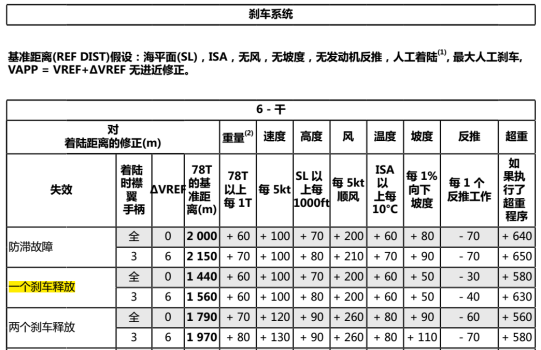 刹车系统
基准距离(REF DIST)假设：海平面(SL)，ISA，无风，无坡度，无发动机反推，人工着陆(1), 最大人工刹车,
VAPP = VREF+ΔVREF 无进近修正。
6 - 干
对
着陆距离的修正(m) 重量(2) 速度 高度 风 温度 坡度 反推 超重
失效 着陆时襟翼手柄 ΔVREF 78T的基准距离(m) 78T以上每 1T 每 5kt SL 以上每1000ft 每 5kt顺风 ISA以上每10°C 每 1%向下坡度 每 1 个反推工作 如果执行了超重程序
防滞故障 全 0 2 000 + 60 + 100 + 70 + 200 + 60 + 80 - 70 + 640
3 6 2 150 + 70 + 100 + 80 + 210 + 70 + 90 - 70 + 650
一个刹车释放 全 0 1 440 + 60 + 100 + 70 + 200 + 60 + 50 - 30 + 580
3 6 1 560 + 60 + 100 + 80 + 200 + 60 + 50 - 40 + 630
两个刹车释放 全 0 1 790 + 70 + 120 + 90 + 260 + 80 + 90 - 60 + 560
3 6 1 970 + 80 + 130 + 90 + 260 + 80 + 110 - 70 + 580